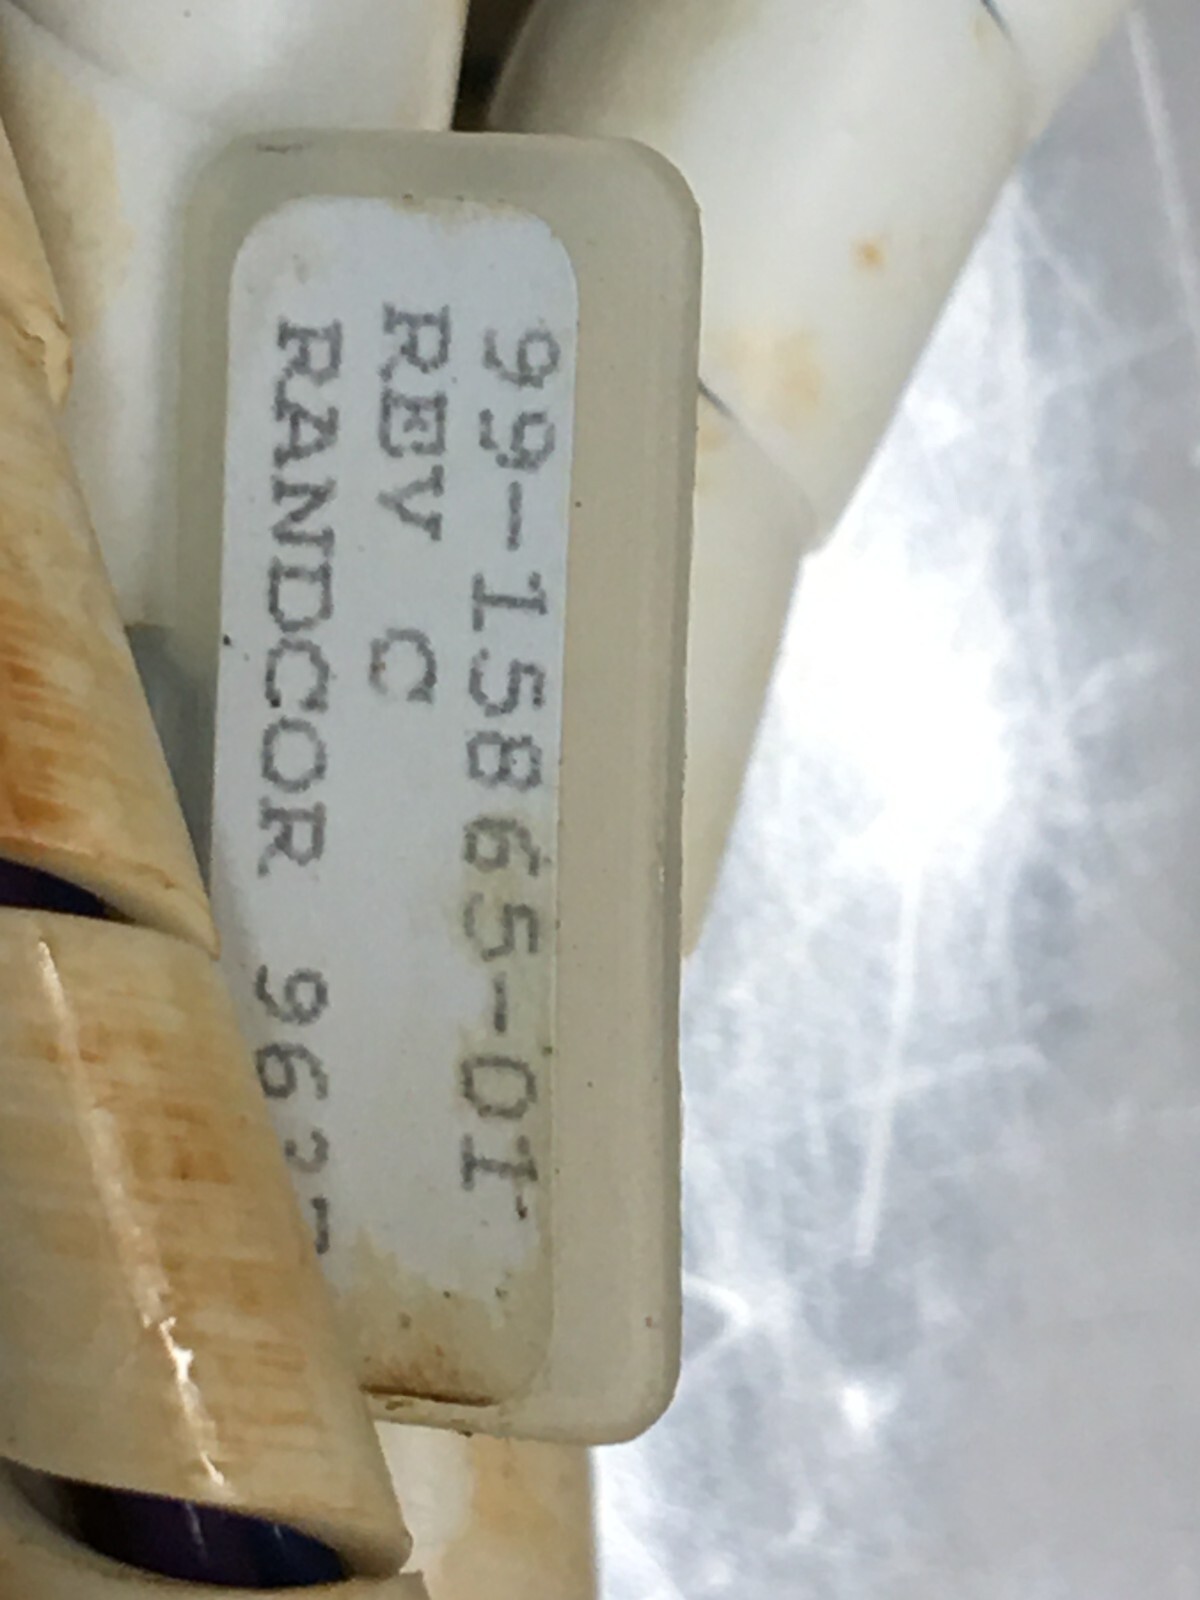 99-15865-01
REV C
RANDCOR